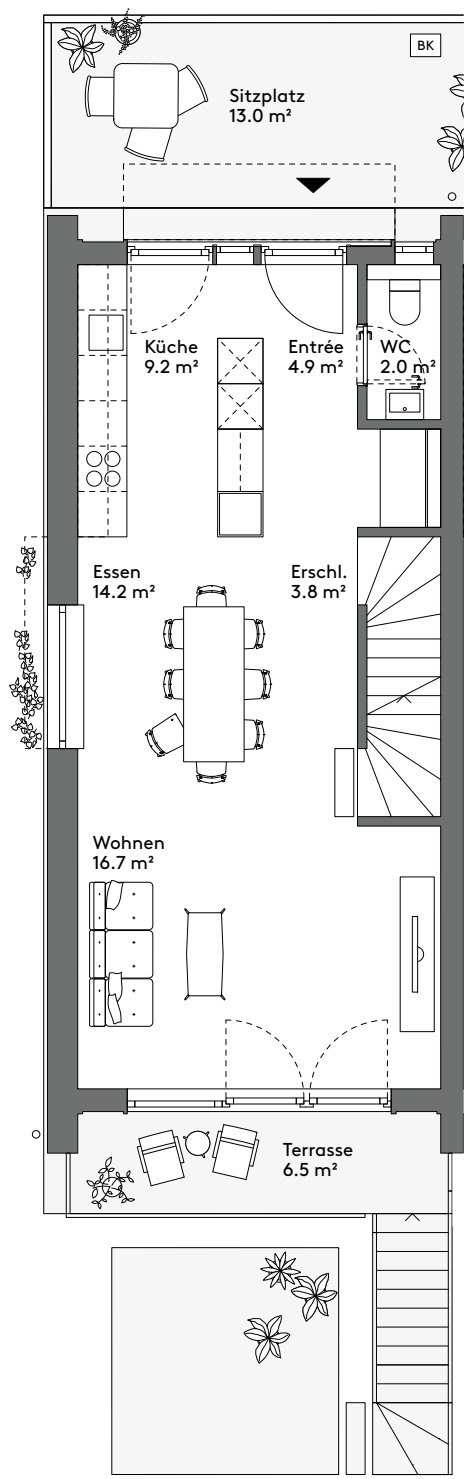 BK
Sitzplatz
13.0 m²
Küche
9.2 m²
Entrée
4.9 m²
WC
2.0 m²
Essen
14.2 m²
Erschl.
3.8 m²
Wohnen
16.7 m²
Terrasse
6.5 m²